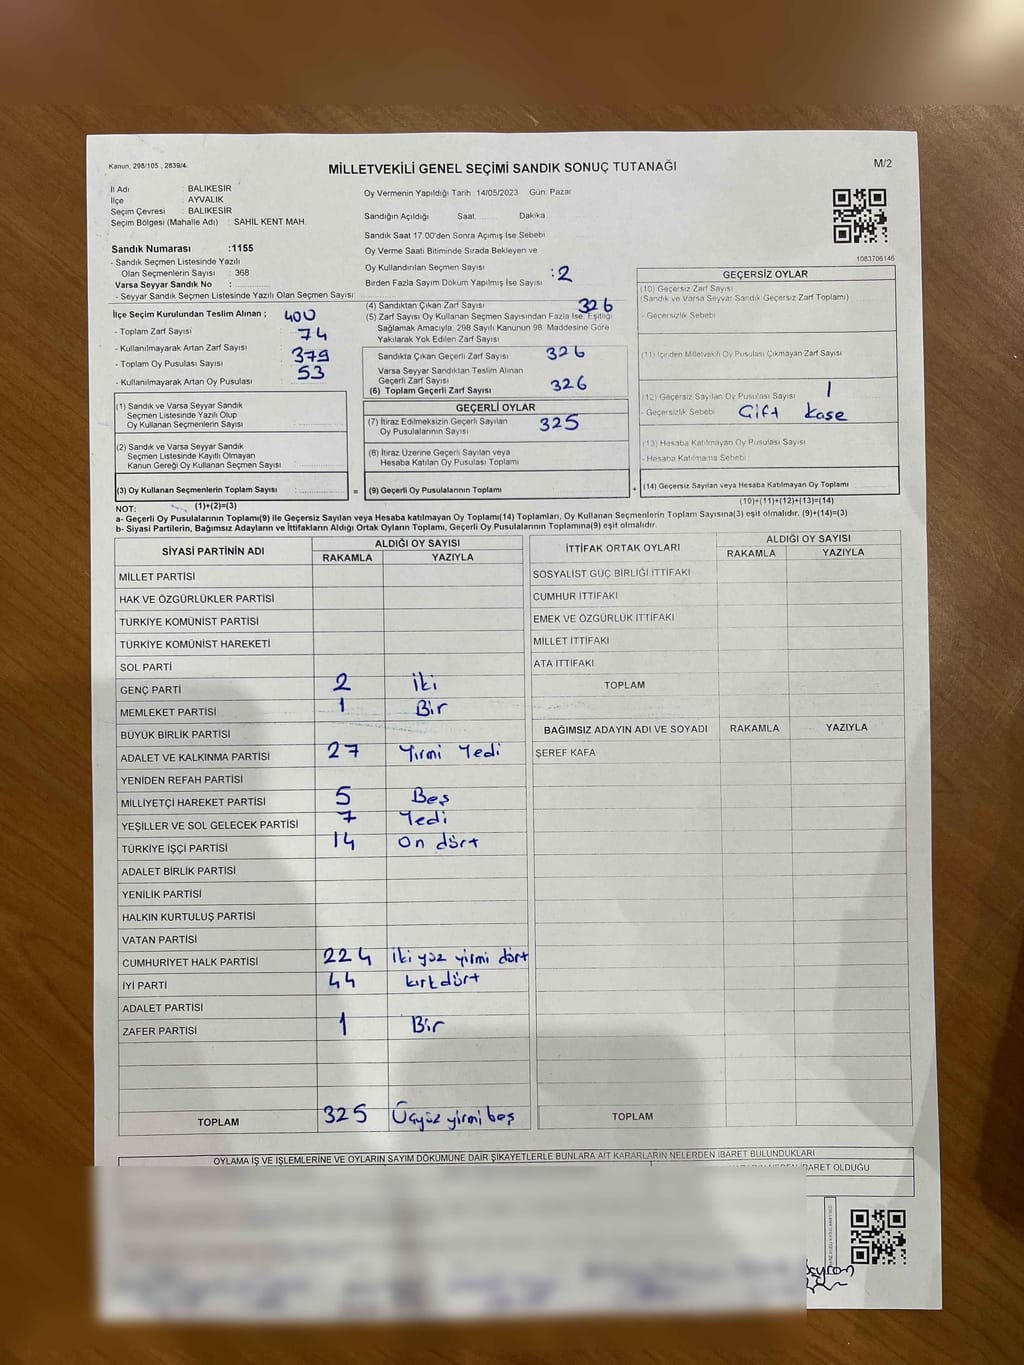 Kanun, 298/105 , 2839/4.
MİLLETVEKİLİ GENEL SEÇİMİ SANDIK SONUÇ TUTANAĞI
M/2
İl Adı : BALIKESİR
İlçe : AYVALIK
Seçim Çevresi : BALIKESİR
Seçim Bölgesi (Mahalle Adı) : SAHİL KENT MAH.
Sandık Numarası :1155
- Sandık Seçmen Listesinde Yazılı
Olan Seçmenlerin Sayısı : 368
Varsa Seyyar Sandık No :
- Seyyar Sandık Seçmen Listesinde Yazılı Olan Seçmen Sayısı:
Oy Vermenin Yapıldığı Tarih : 14/05/2023 Gün: Pazar
Sandığın Açıldığı Saat: Dakika
Sandık Saat 17.00'den Sonra Açımış İse Sebebi
Oy Verme Saati Bitiminde Sırada Bekleyen ve
Oy Kullandırılan Seçmen Sayısı :2
Birden Fazla Sayım Döküm Yapılmış İse Sayısı
1083706146
İlçe Seçim Kurulundan Teslim Alınan ;
- Toplam Zarf Sayısı : 400
- Kullanılmayarak Artan Zarf Sayısı : 74
- Toplam Oy Pusulası Sayısı : 379
- Kullanılmayarak Artan Oy Pusulası : 53
(1) Sandık ve Varsa Seyyar Sandık
Seçmen Listesinde Yazılı Olup
Oy Kullanan Seçmenlerin Sayısı :
(2) Sandık ve Varsa Seyyar Sandık
Seçmen Listesinde Kayıtlı Olmayan
Kanun Gereği Oy Kullanan Seçmen Sayısı :
(3) Oy Kullanan Seçmenlerin Toplam Sayısı :
(1)+(2)=(3)
(4) Sandıktan Çıkan Zarf Sayısı 326
(5) Zarf Sayısı Oy Kullanan Seçmen Sayısından Fazla İse, Eşitliği
Sağlamak Amacıyla, 298 Sayılı Kanunun 98. Maddesine Göre
Yakılarak Yok Edilen Zarf Sayısı
Sandıkta Çıkan Geçerli Zarf Sayısı 326
Varsa Seyyar Sandıktan Teslim Alınan
Geçerli Zarf Sayısı
(6) Toplam Geçerli Zarf Sayısı 326
GEÇERLİ OYLAR
(7) İtiraz Edilmeksizin Geçerli Sayılan
Oy Pusulalarının Sayısı 325
(8) İtiraz Üzerine Geçerli Sayılan veya
Hesaba Katılan Oy Pusulası Toplamı
= (9) Geçerli Oy Pusulalarının Toplamı
GEÇERSİZ OYLAR
(10) Geçersiz Zarf Sayısı
(Sandık ve Varsa Seyyar Sandık Geçersiz Zarf Toplamı)
- Geçersizlik Sebebi
(11) İçinden Milletvekili Oy Pusulası Çıkmayan Zarf Sayısı
(12) Geçersiz Sayılan Oy Pusulası Sayısı 1
- Geçersizlik Sebebi Çift Kaşe
(13) Hesaba Katılmayan Oy Pusulası Sayısı
- Hesaba Katılmama Sebebi
+ (14) Geçersiz Sayılan veya Hesaba Katılmayan Oy Toplamı
(10)+(11)+(12)+(13)=(14)
NOT:
a- Geçerli Oy Pusulalarının Toplamı(9) ile Geçersiz Sayılan veya Hesaba katılmayan Oy Toplamı(14) Toplamları, Oy Kullanan Seçmenlerin Toplam Sayısına(3) eşit olmalıdır. (9)+(14)=(3)
b- Siyasi Partilerin, Bağımsız Adayların ve İttifakların Aldığı Ortak Oyların Toplamı, Geçerli Oy Pusulalarının Toplamına(9) eşit olmalıdır.
SİYASİ PARTİNİN ADI ALDIĞI OY SAYISI
RAKAMLA YAZIYLA
MİLLET PARTİSİ
HAK VE ÖZGÜRLÜKLER PARTİSİ
TÜRKİYE KOMÜNİST PARTİSİ
TÜRKİYE KOMÜNİST HAREKETİ
SOL PARTİ
GENÇ PARTİ 2 İki
MEMLEKET PARTİSİ 1 Bir
BÜYÜK BİRLİK PARTİSİ
ADALET VE KALKINMA PARTİSİ 27 Yirmi Yedi
YENİDEN REFAH PARTİSİ
MİLLİYETÇİ HAREKET PARTİSİ 5 Beş
YEŞİLLER VE SOL GELECEK PARTİSİ 7 Yedi
TÜRKİYE İŞÇİ PARTİSİ 14 On dört
ADALET BİRLİK PARTİSİ
YENİLİK PARTİSİ
HALKIN KURTULUŞ PARTİSİ
VATAN PARTİSİ
CUMHURİYET HALK PARTİSİ 224 İki yüz yirmi dört
İYİ PARTİ 44 kırk dört
ADALET PARTİSİ
ZAFER PARTİSİ 1 Bir
TOPLAM 325 Üçyüz yirmi beş
İTTİFAK ORTAK OYLARI ALDIĞI OY SAYISI
RAKAMLA YAZIYLA
SOSYALİST GÜÇ BİRLİĞİ İTTİFAKI
CUMHUR İTTİFAKI
EMEK VE ÖZGÜRLÜK İTTİFAKI
MİLLET İTTİFAKI
ATA İTTİFAKI
TOPLAM
BAĞIMSIZ ADAYIN ADI VE SOYADI RAKAMLA YAZIYLA
ŞEREF KAFA
TOPLAM
OYLAMA İŞ VE İŞLEMLERİNE VE OYLARIN SAYIM DÖKÜMÜNE DAİR ŞİKAYETLERLE BUNLARA AİT KARARLARIN NELERDEN İBARET BULUNDUKLARI
İBARET OLDUĞU